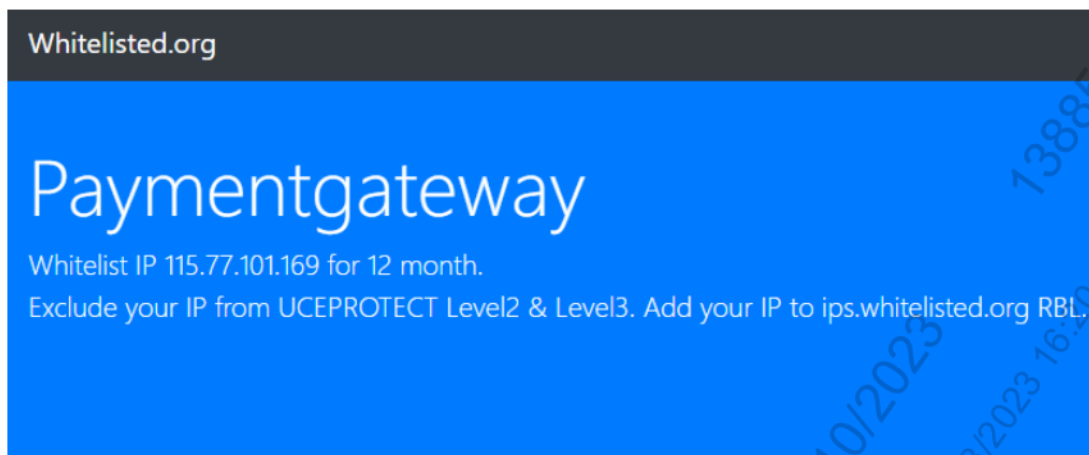 Whitelisted.org
Paymentgateway
Whitelist IP 115.77.101.169 for 12 month.
Exclude your IP from UCEPROTECT Level2 & Level3. Add your IP to ips.whitelisted.org RBL.